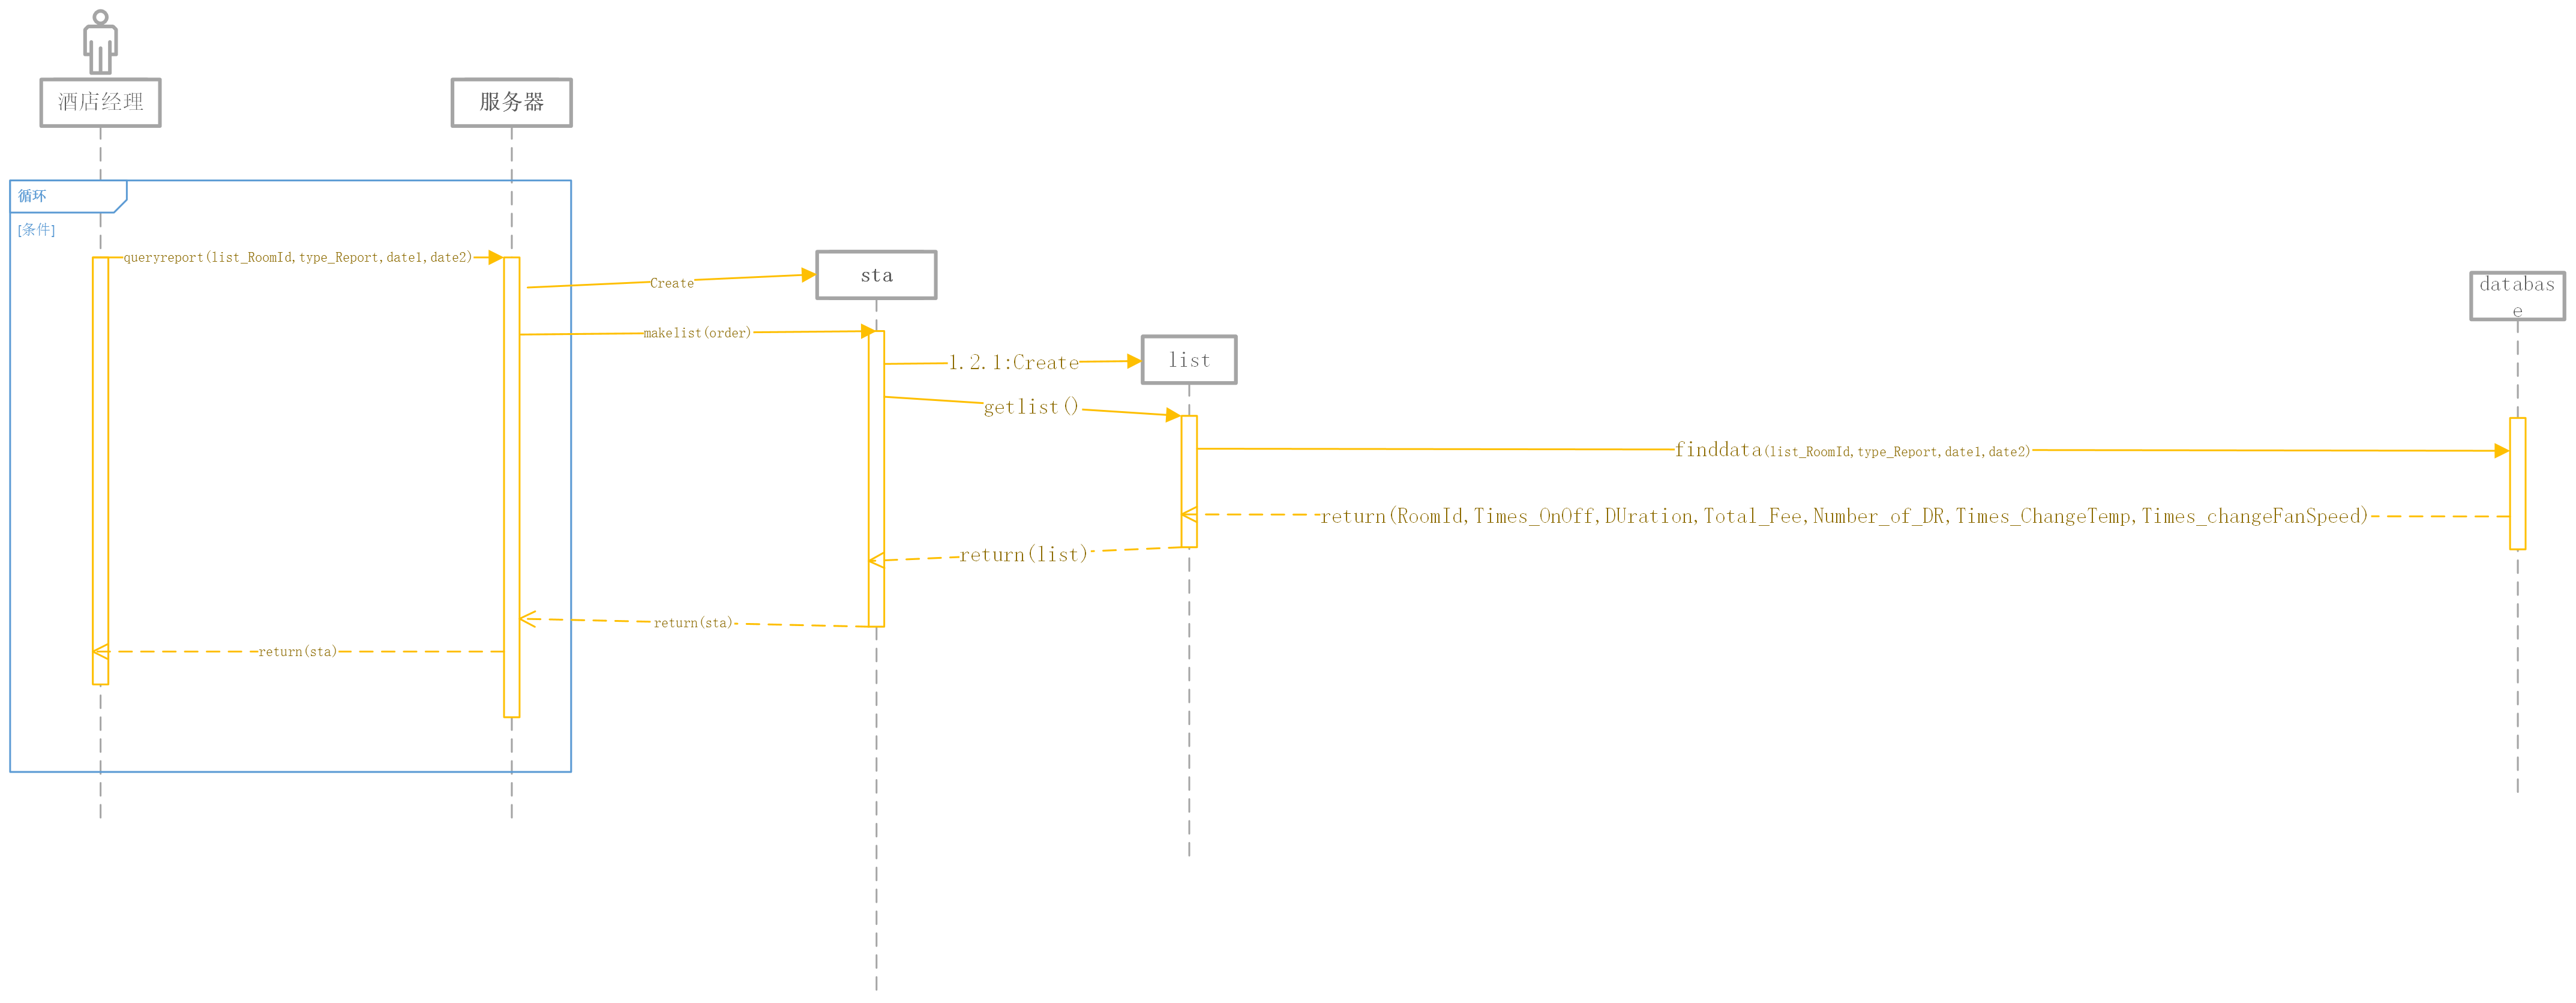 酒店经理
服务器
循环
[条件]
queryreport(list_RoomId,type_Report,date1,date2)
Create
sta
databas
e
makelist(order)
1.2.1:Create
list
getlist()
finddata(list_RoomId,type_Report,date1,date2)
return(RoomId,Times_OnOff,DUration,Total_Fee,Number_of_DR,Times_ChangeTemp,Times_changeFanSpeed)
return(list)
return(sta)
return(sta)